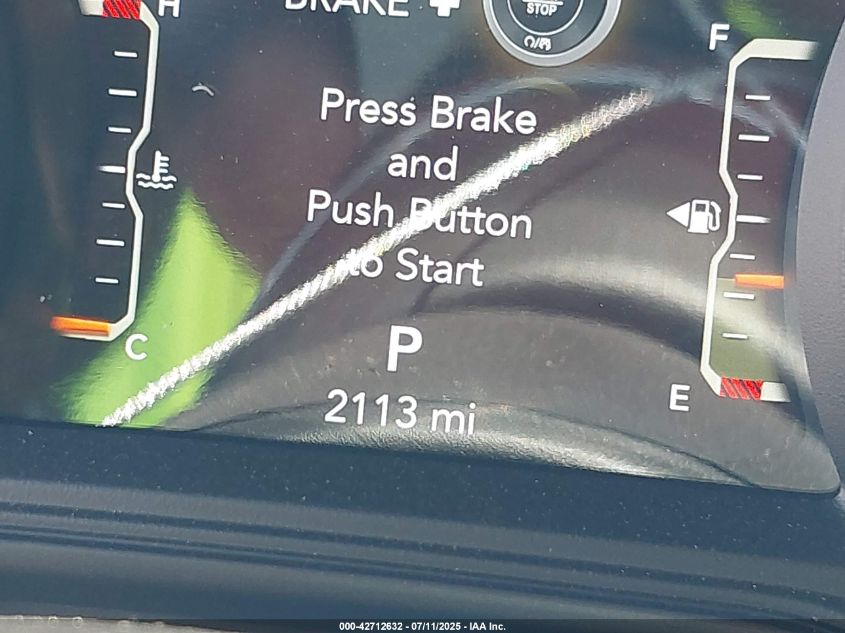 H
BRAKE +
STOP
F
Press Brake
and
Push Button
to Start
C
P
E
2113 mi
000-42712632 - 07/11/2025 - IAA Inc.